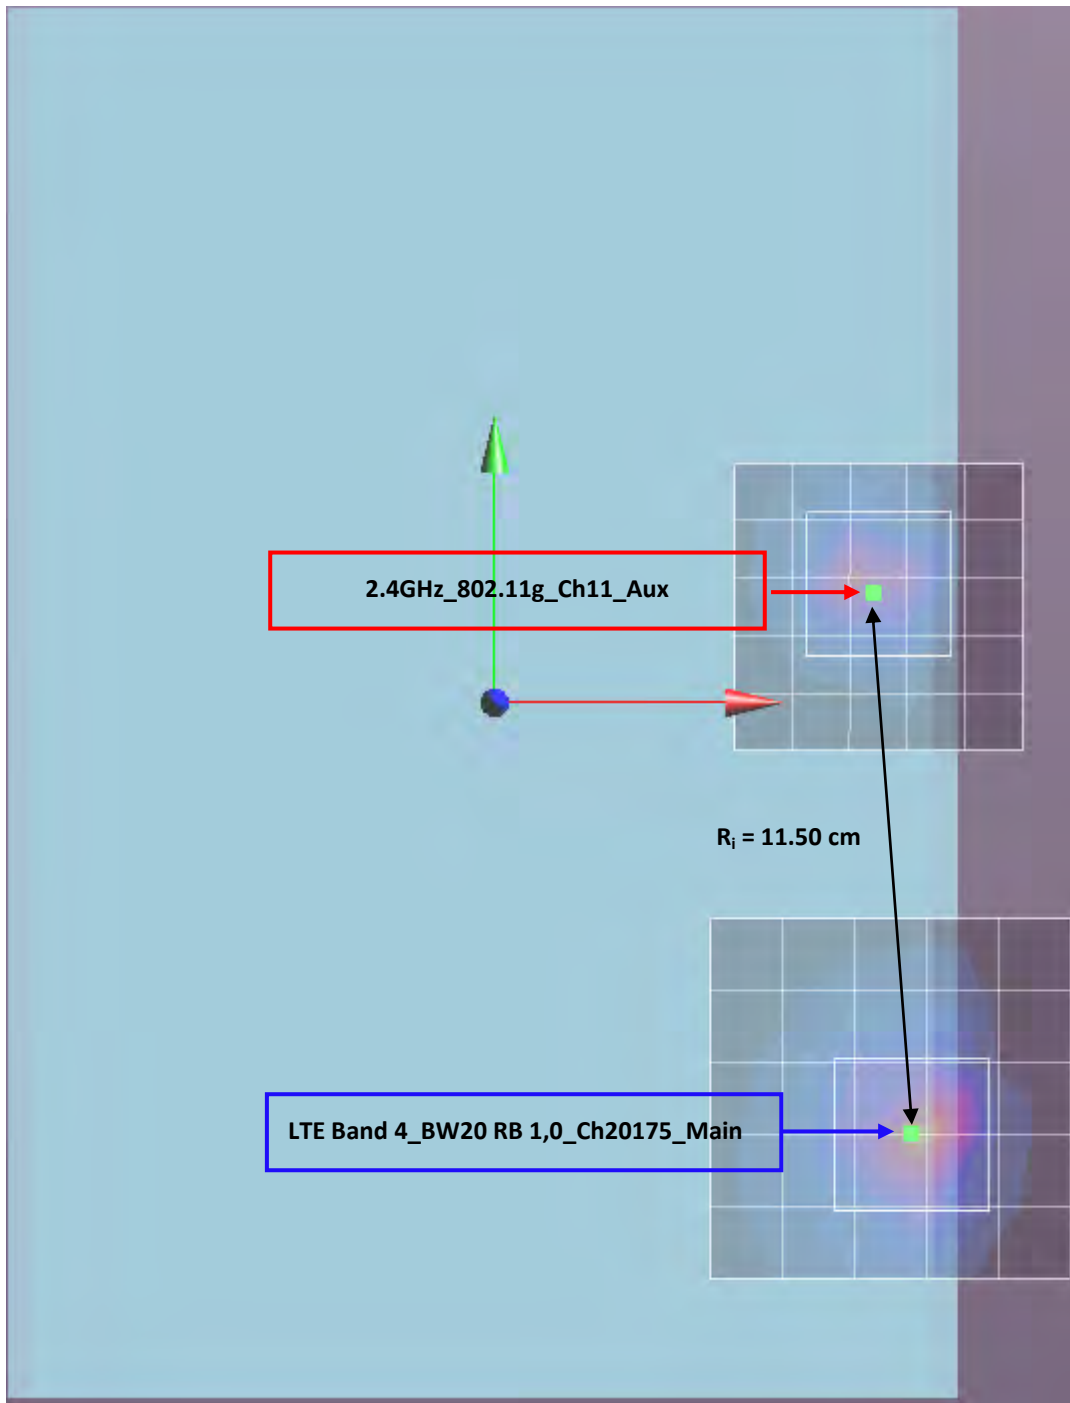 2.4GHz_802.11g_Ch11_Aux
Rᵢ = 11.50 cm
LTE Band 4_BW20 RB 1,0_Ch20175_Main